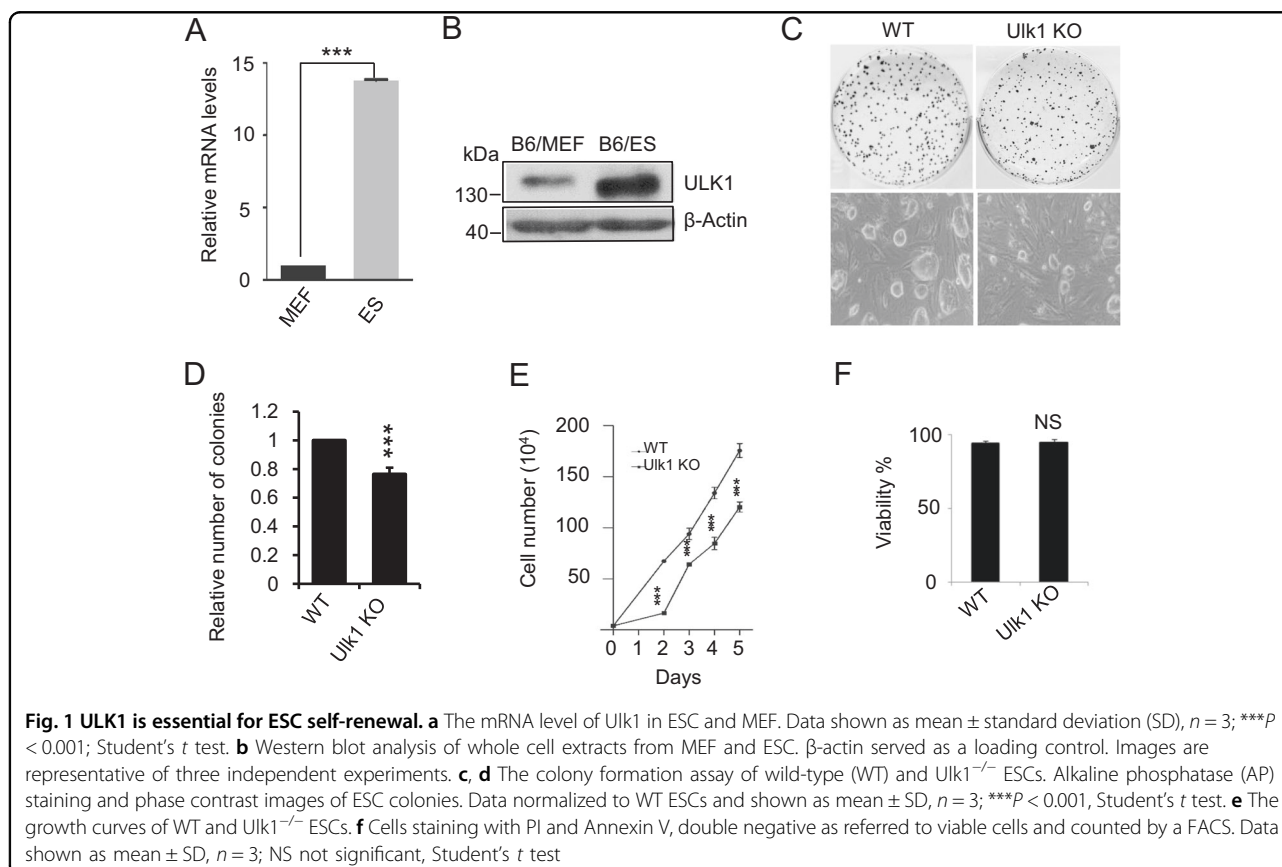 A
***
15
10
5
0
Relative mRNA levels
MEF
ES
B
B6/MEF
B6/ES
kDa
130
ULK1
40
β-Actin
C
WT
Ulk1 KO
D
Relative number of colonies
1.2
1
0.8
0.6
0.4
0.2
0
***
WT
Ulk1 KO
E
Cell number (10⁴)
200
150
100
50
WT
Ulk1 KO
***
***
***
***
0 1 2 3 4 5
Days
F
NS
Viability %
100
50
0
WT
Ulk1 KO
Fig. 1 ULK1 is essential for ESC self-renewal. a The mRNA level of Ulk1 in ESC and MEF. Data shown as mean ± standard deviation (SD), n = 3; ***P
< 0.001; Student's t test. b Western blot analysis of whole cell extracts from MEF and ESC. β-actin served as a loading control. Images are
representative of three independent experiments. c, d The colony formation assay of wild-type (WT) and Ulk1⁻/⁻ ESCs. Alkaline phosphatase (AP)
staining and phase contrast images of ESC colonies. Data normalized to WT ESCs and shown as mean ± SD, n = 3; ***P < 0.001, Student's t test. e The
growth curves of WT and Ulk1⁻/⁻ ESCs. f Cells staining with PI and Annexin V, double negative as referred to viable cells and counted by a FACS. Data
shown as mean ± SD, n = 3; NS not significant, Student's t test